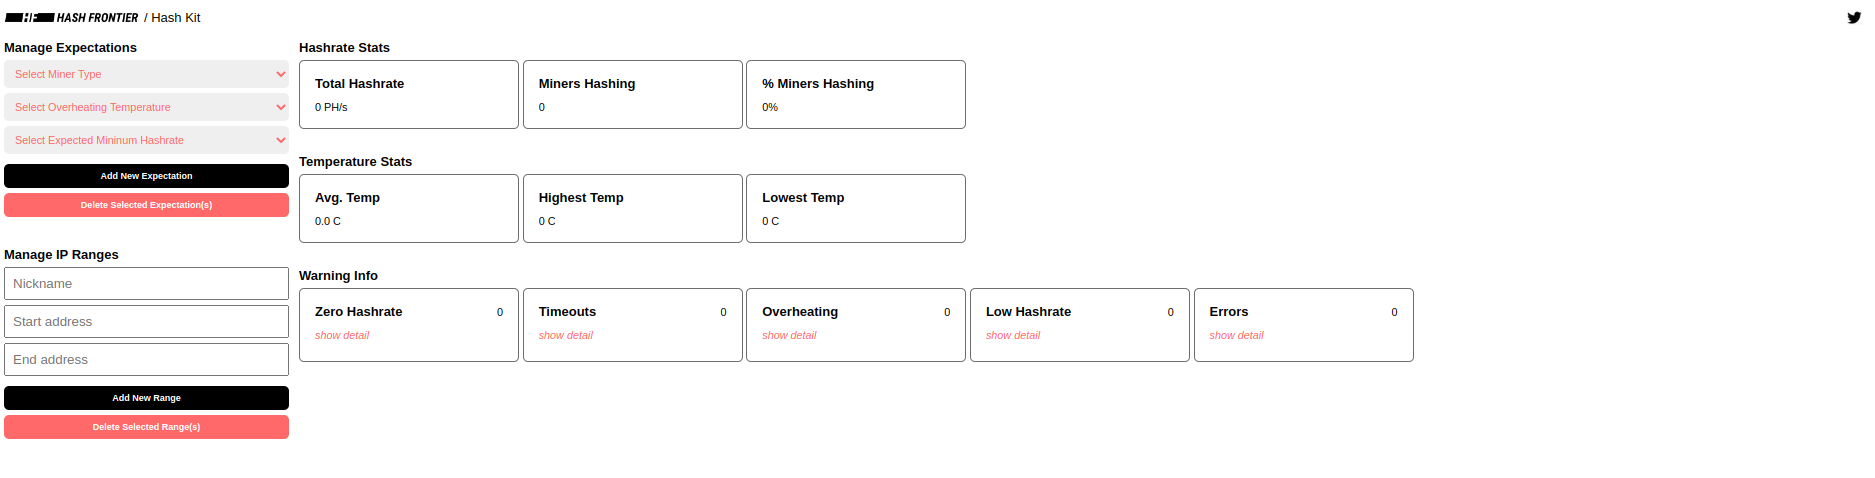 HF HASH FRONTIER / Hash Kit
Manage Expectations
Select Miner Type
Select Overheating Temperature
Select Expected Mininum Hashrate
Add New Expectation
Delete Selected Expectation(s)
Manage IP Ranges
Nickname
Start address
End address
Add New Range
Delete Selected Range(s)
Hashrate Stats
Total Hashrate
0 PH/s
Miners Hashing
0
% Miners Hashing
0%
Temperature Stats
Avg. Temp
0.0 C
Highest Temp
0 C
Lowest Temp
0 C
Warning Info
Zero Hashrate 0
show detail
Timeouts 0
show detail
Overheating 0
show detail
Low Hashrate 0
show detail
Errors 0
show detail